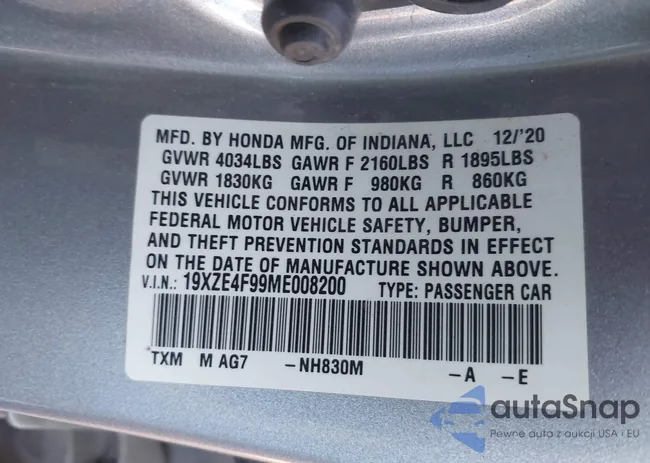 MFD. BY HONDA MFG. OF INDIANA, LLC 12/'20
GVWR 4034LBS GAWR F 2160LBS R 1895LBS
GVWR 1830KG GAWR F 980KG R 860KG
THIS VEHICLE CONFORMS TO ALL APPLICABLE
FEDERAL MOTOR VEHICLE SAFETY, BUMPER,
AND THEFT PREVENTION STANDARDS IN EFFECT
ON THE DATE OF MANUFACTURE SHOWN ABOVE.
V.I.N.: 19XZE4F99ME008200 TYPE: PASSENGER CAR
TXM M AG7 -NH830M -A -E
autaSnap
Pewne auta z aukcji USA i EU